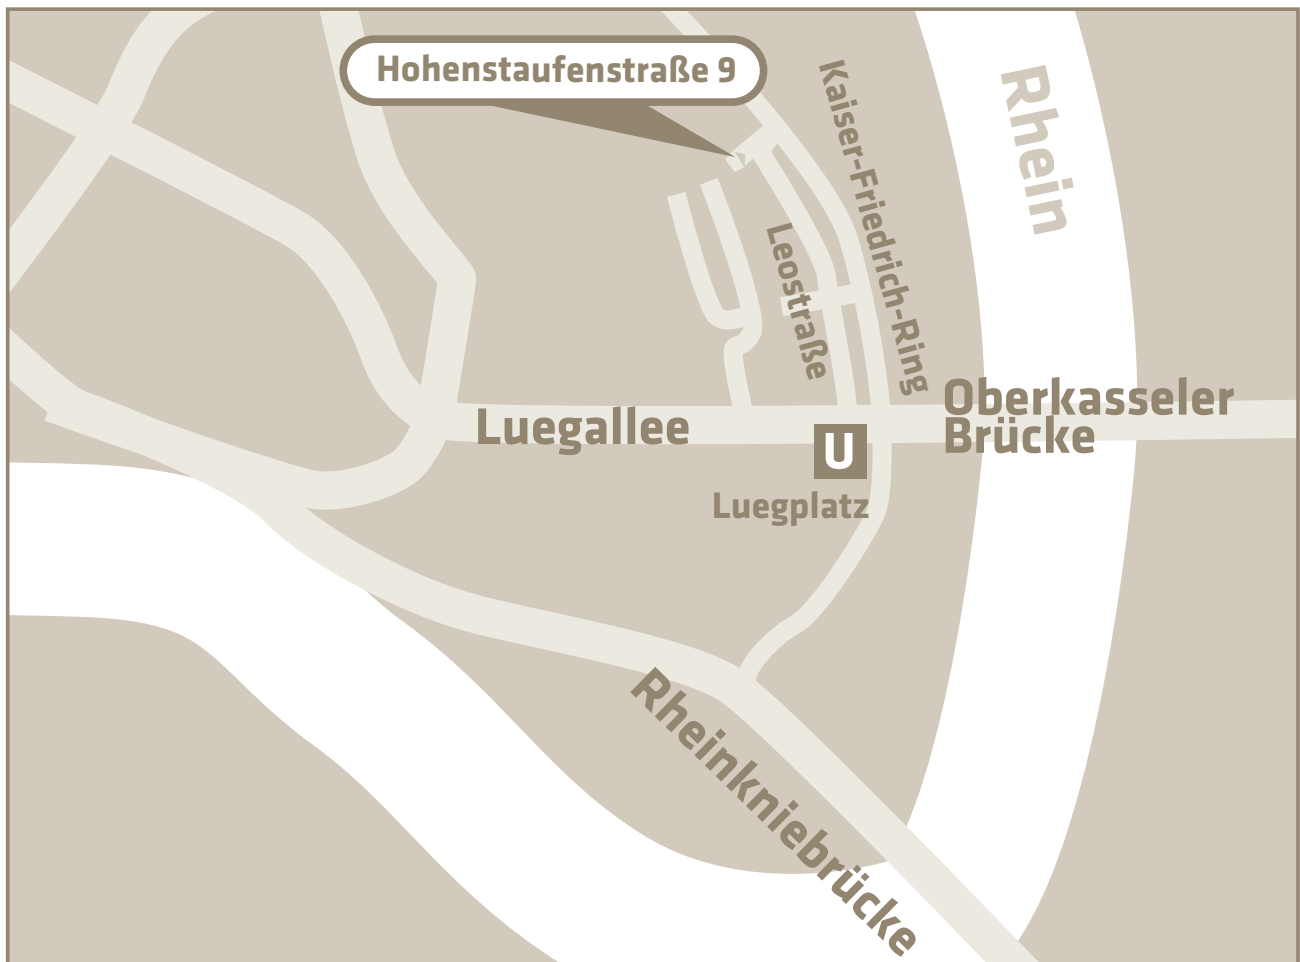 Hohenstaufenstraße 9
Kaiser-Friedrich-Ring
Rhein
Leostraße
Oberkasseler
Brücke
Luegallee
U
Luegplatz
Rheinkniebrücke